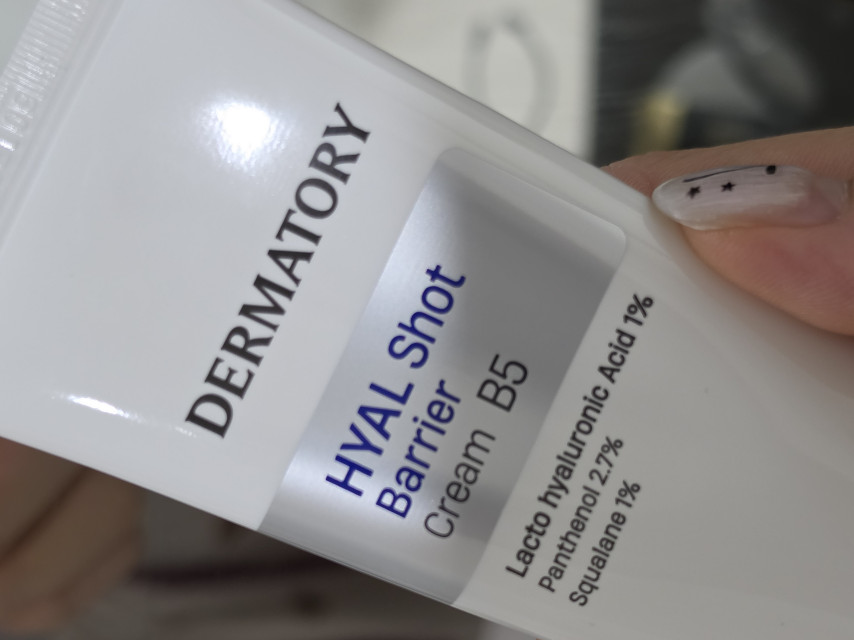 DERMATORY
HYAL Shot
Barrier
Cream B5
Lacto hyaluronic Acid 1%
Panthenol 2.7%
Squalane 1%